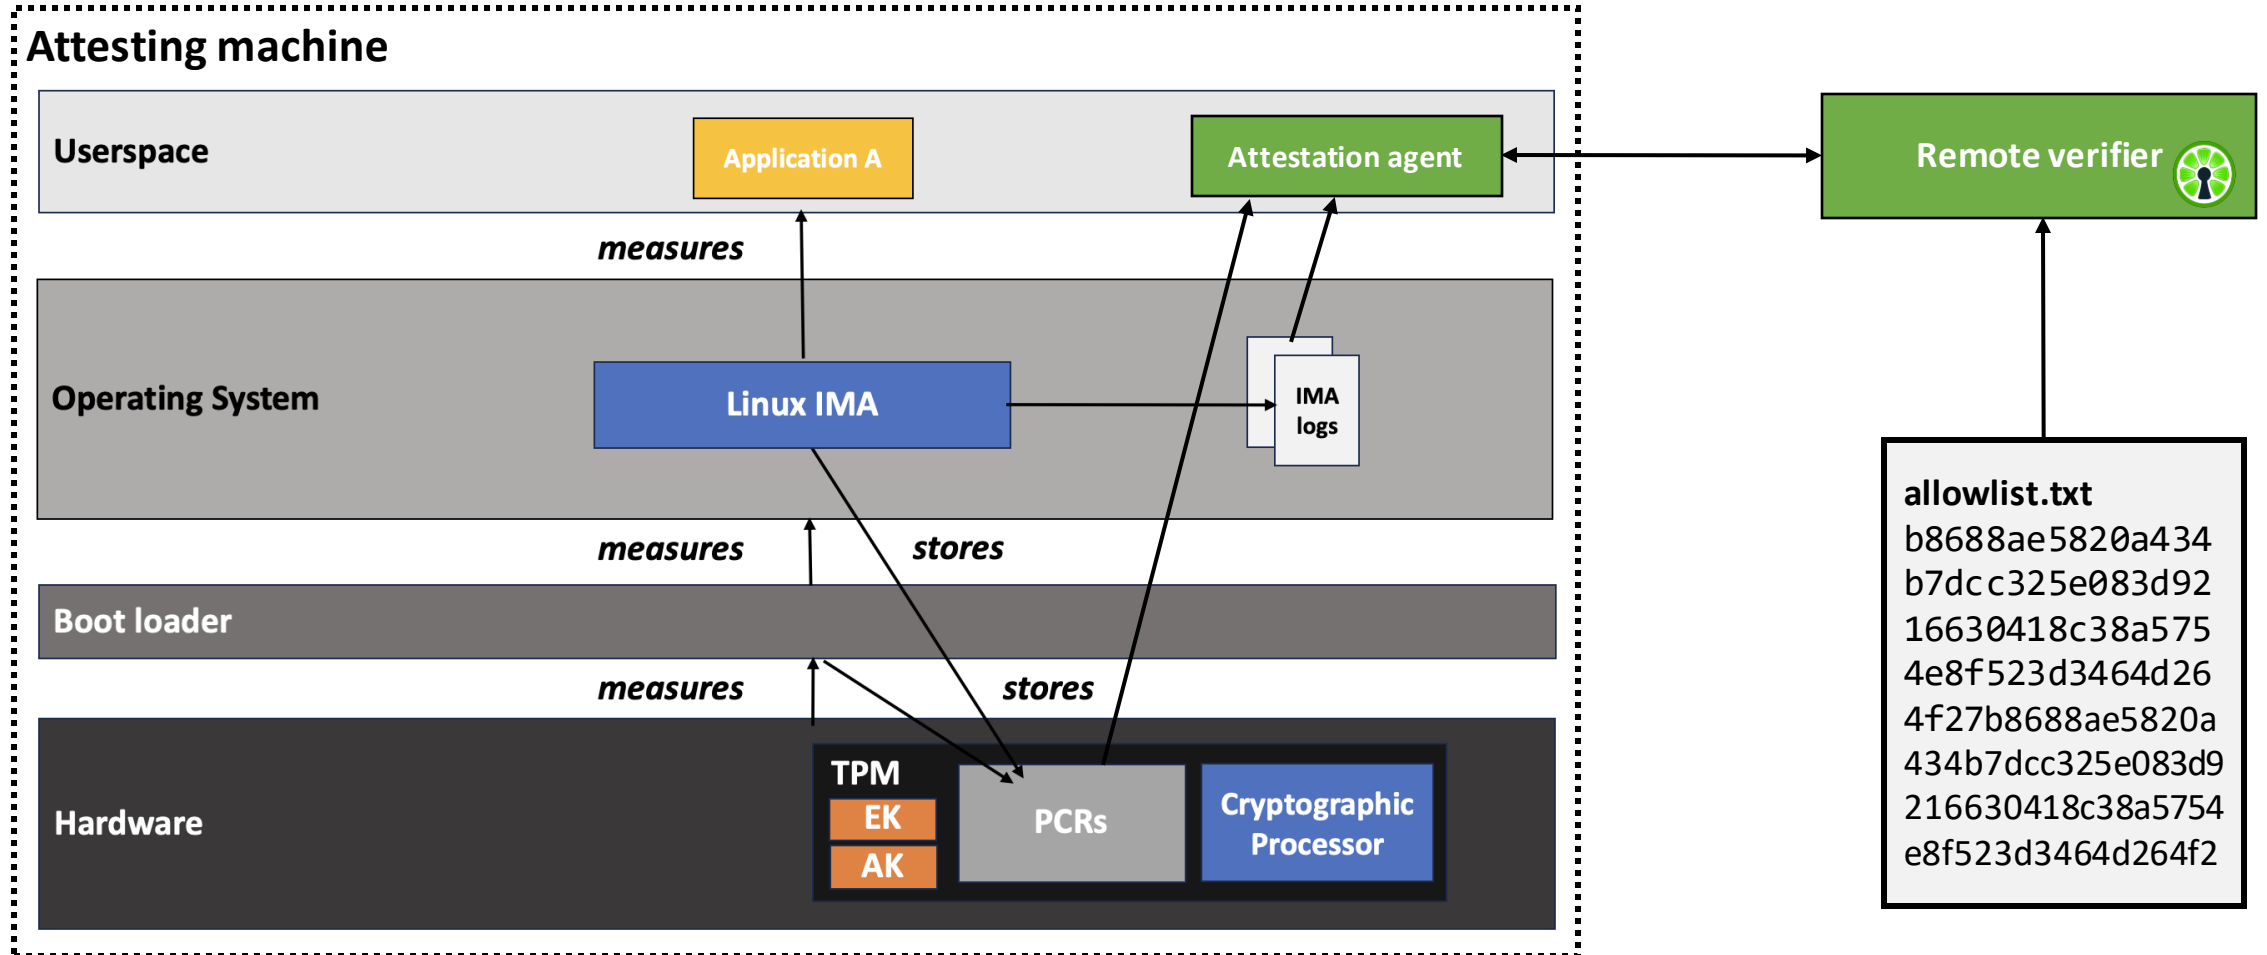 Attesting machine
Userspace
Application A
Attestation agent
Remote verifier
measures
Operating System
Linux IMA
IMA
logs
measures
stores
Boot loader
measures
stores
Hardware
TPM
EK
AK
PCRs
Cryptographic
Processor
allowlist.txt
b8688ae5820a434
b7dcc325e083d92
16630418c38a575
4e8f523d3464d26
4f27b8688ae5820a
434b7dcc325e083d9
216630418c38a5754
e8f523d3464d264f2